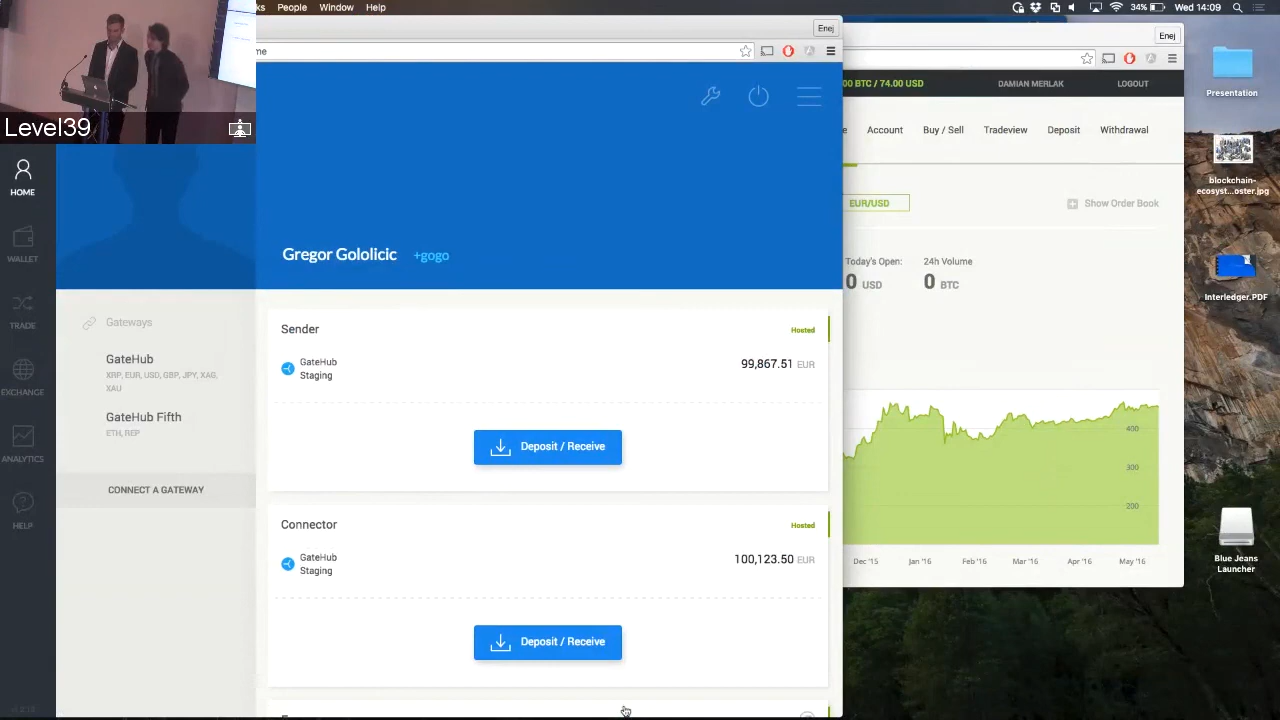 ks People Window Help
34% Wed 14:09
Level39
me
Enej
Enej
00 BTC / 74.00 USD
DAMIAN MERLAK
LOGOUT
Account
Buy / Sell
Tradeview
Deposit
Withdrawal
EUR/USD
Show Order Book
Today's Open:
24h Volume
0 USD
0 BTC
400
300
200
Dec '15
Jan '16
Feb '16
Mar '16
Apr '16
May '16
HOME
WALLET
TRADE
EXCHANGE
ANALYTICS
HELP
Gateways
GateHub
XRP, EUR, USD, GBP, JPY, XAG,
XAU
GateHub Fifth
ETH, REP
CONNECT A GATEWAY
Gregor Gololicic +gogo
Sender
Hosted
GateHub
Staging
99,867.51 EUR
Deposit / Receive
Connector
Hosted
GateHub
Staging
100,123.50 EUR
Deposit / Receive
Presentation
blockchain-
ecosyst...oster.jpg
Interledger.PDF
Blue Jeans
Launcher